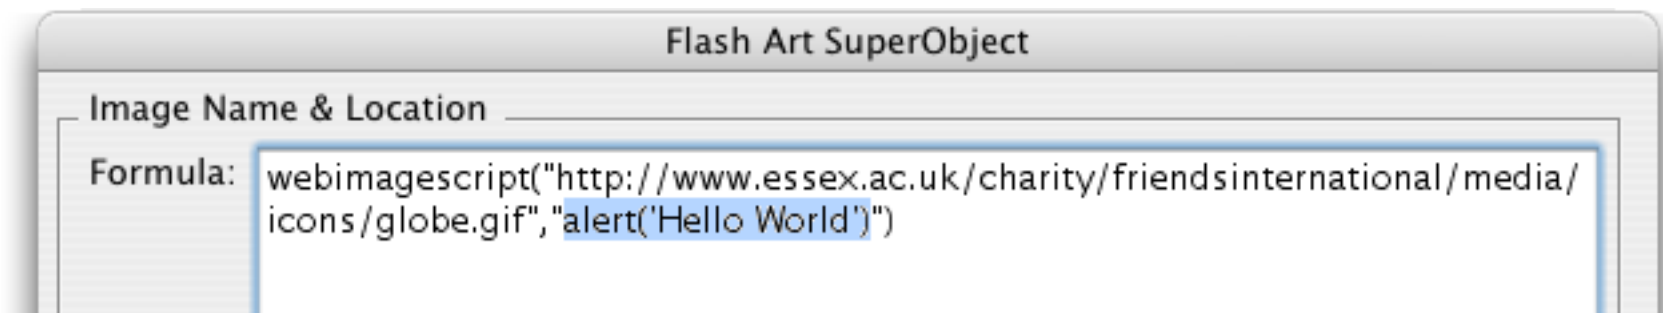 Flash Art SuperObject
Image Name & Location
Formula: webimagescript("http://www.essex.ac.uk/charity/friendsinternational/media/
icons/globe.gif","alert('Hello World')")